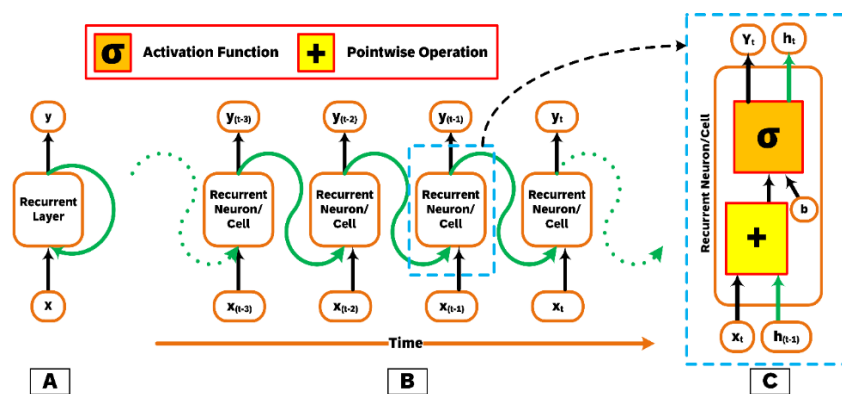 σ Activation Function + Pointwise Operation
y
Recurrent
Layer
x
y(t-3) y(t-2) y(t-1) yt
Recurrent
Neuron/
Cell
Recurrent
Neuron/
Cell
Recurrent
Neuron/
Cell
Recurrent
Neuron/
Cell
x(t-3) x(t-2) x(t-1) xt
Time
Yt ht
Recurrent Neuron/Cell
σ
b
+
xt h(t-1)
A B C